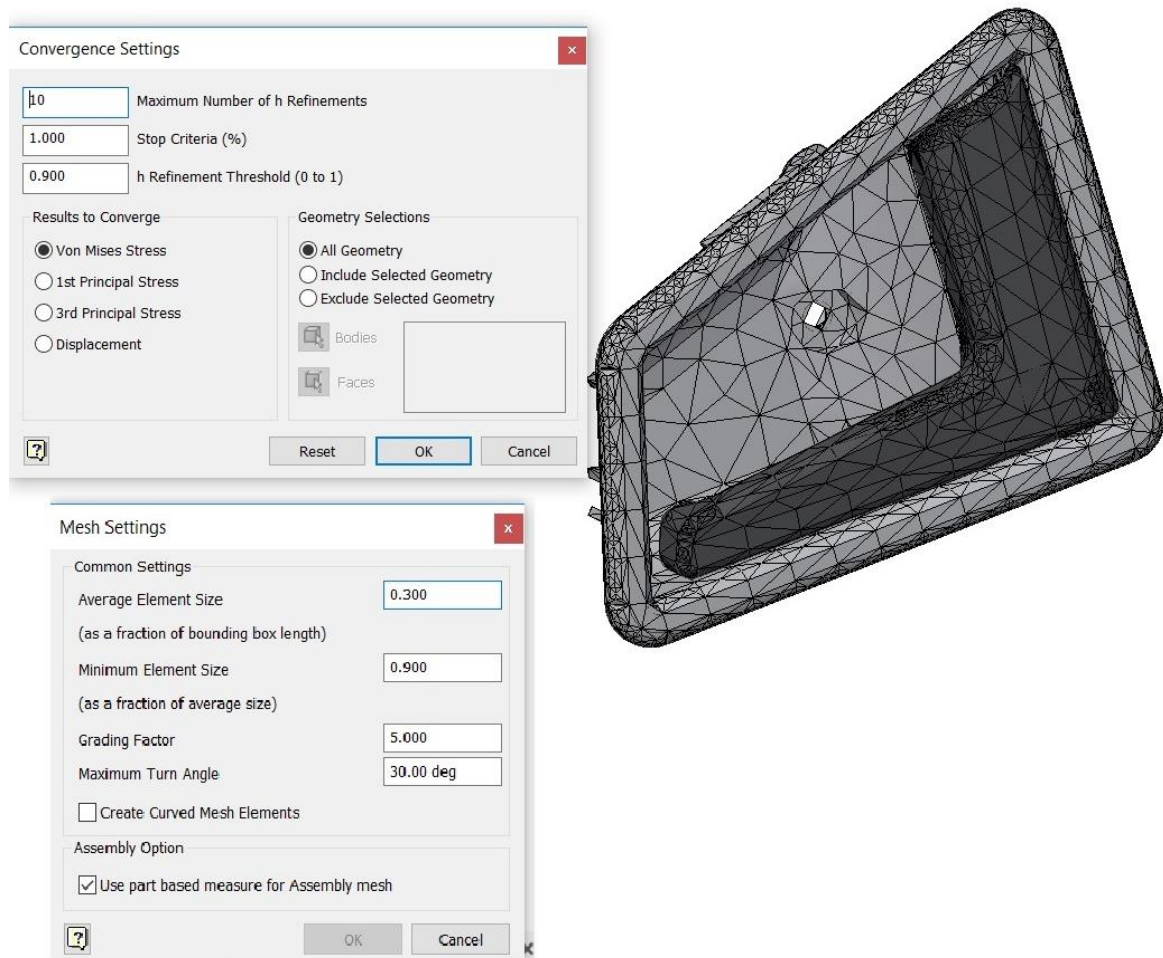 Convergence Settings
10 Maximum Number of h Refinements
1.000 Stop Criteria (%)
0.900 h Refinement Threshold (0 to 1)
Results to Converge
Von Mises Stress
1st Principal Stress
3rd Principal Stress
Displacement
Geometry Selections
All Geometry
Include Selected Geometry
Exclude Selected Geometry
Bodies
Faces
Reset OK Cancel
Mesh Settings
Common Settings
Average Element Size 0.300
(as a fraction of bounding box length)
Minimum Element Size 0.900
(as a fraction of average size)
Grading Factor 5.000
Maximum Turn Angle 30.00 deg
Create Curved Mesh Elements
Assembly Option
Use part based measure for Assembly mesh
OK Cancel